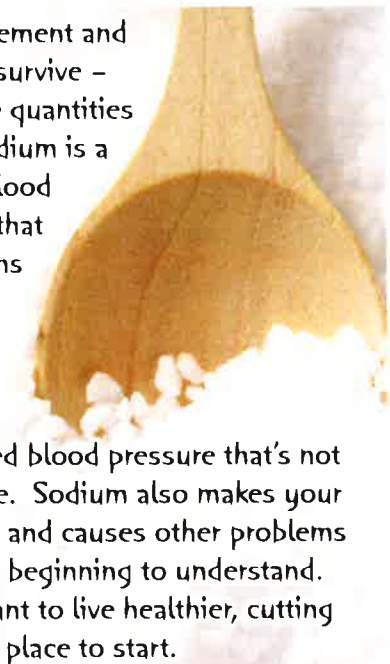 ement and
survive –
quantities
dium is a
lood
that
ns
ed blood pressure that's not
e. Sodium also makes your
and causes other problems
beginning to understand.
ant to live healthier, cutting
place to start.